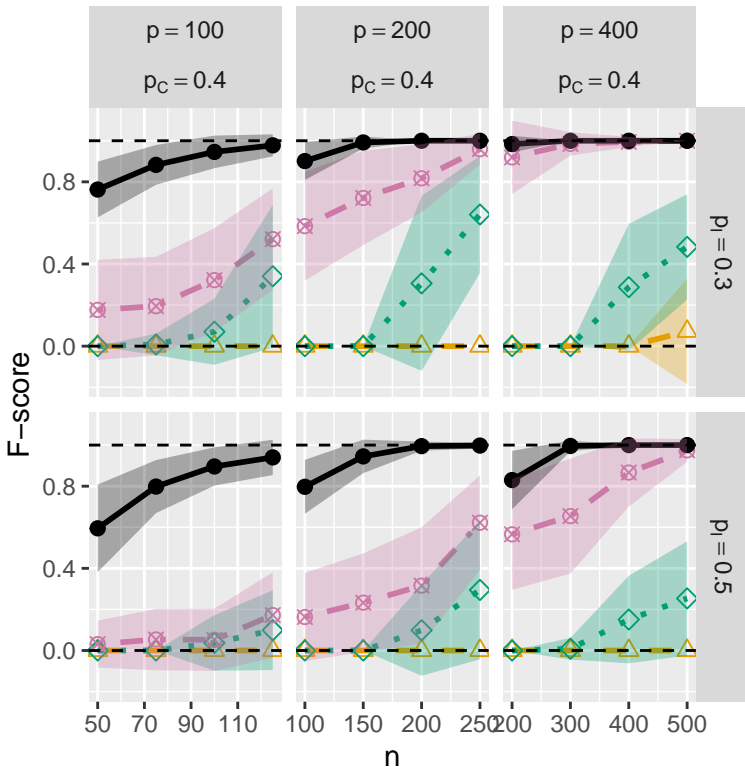 p = 100 p = 200 p = 400
p_C = 0.4 p_C = 0.4 p_C = 0.4
0.8
0.4
0.0
p_I = 0.3
F−score
0.8
0.4
0.0
p_I = 0.5
50 70 90 110 100 150 200 250 200 300 400 500
n